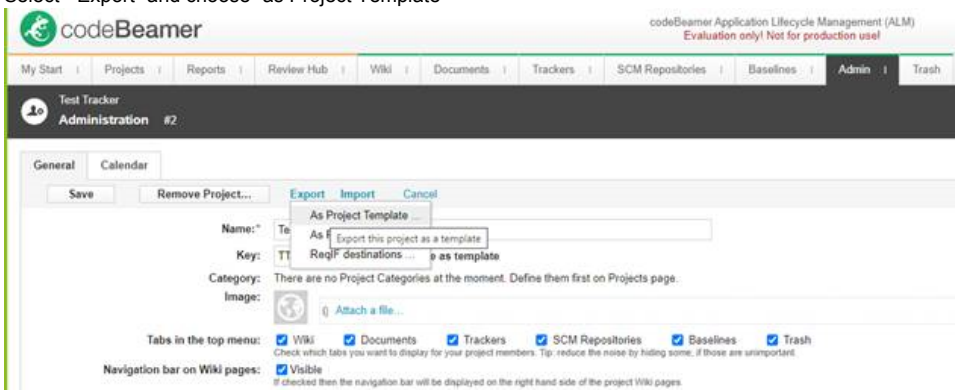 Select "Export" and choose "as Project Template"
codeBeamer
codeBeamer Application Lifecycle Management (ALM)
Evaluation only! Not for production use!
My Start Projects Reports Review Hub Wiki Documents Trackers SCM Repositories Baselines Admin Trash
Test Tracker
Administration #2
General Calendar
Save Remove Project... Export Import Cancel
As Project Template ...
Name:* Te
Export this project as a template
Key: TT ReqIF destinations ... e as template
Category: There are no Project Categories at the moment. Define them first on Projects page.
Image:
Attach a file...
Tabs in the top menu: Wiki Documents Trackers SCM Repositories Baselines Trash
Check which tabs you want to display for your project members. Tip: reduce the noise by hiding some, if those are unimportant.
Navigation bar on Wiki pages: Visible
If checked then the navigation bar will be displayed on the right hand side of the project Wiki pages.